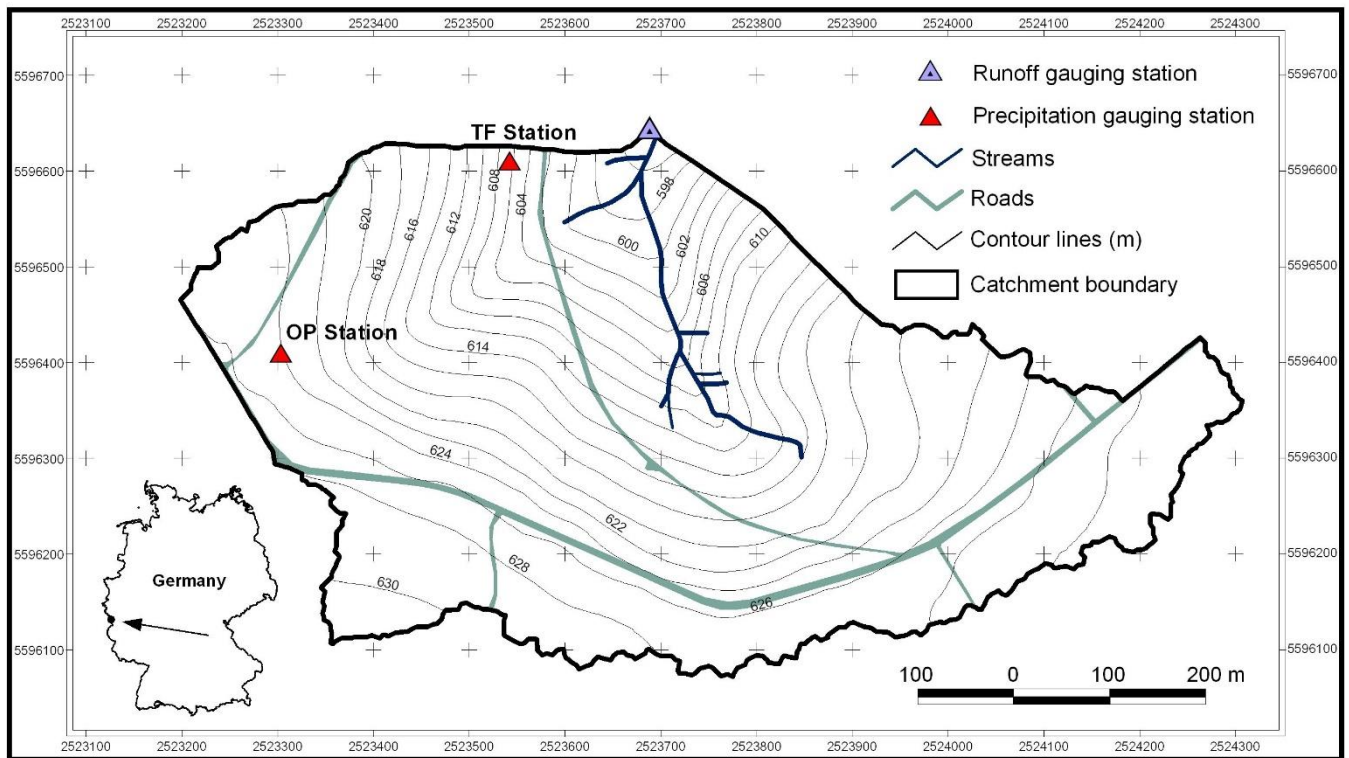 2523100 2523200 2523300 2523400 2523500 2523600 2523700 2523800 2523900 2524000 2524100 2524200 2524300
5596700 5596700
Runoff gauging station
Precipitation gauging station
TF Station
Streams
5596600 5596600
608
598
Roads
620
616
612
604
602
610
600
Contour lines (m)
618
5596500 5596500
606
Catchment boundary
OP Station
614
5596400 5596400
624
5596300 5596300
622
5596200 5596200
Germany
628
630
626
5596100 5596100
100 0 100 200 m
2523100 2523200 2523300 2523400 2523500 2523600 2523700 2523800 2523900 2524000 2524100 2524200 2524300